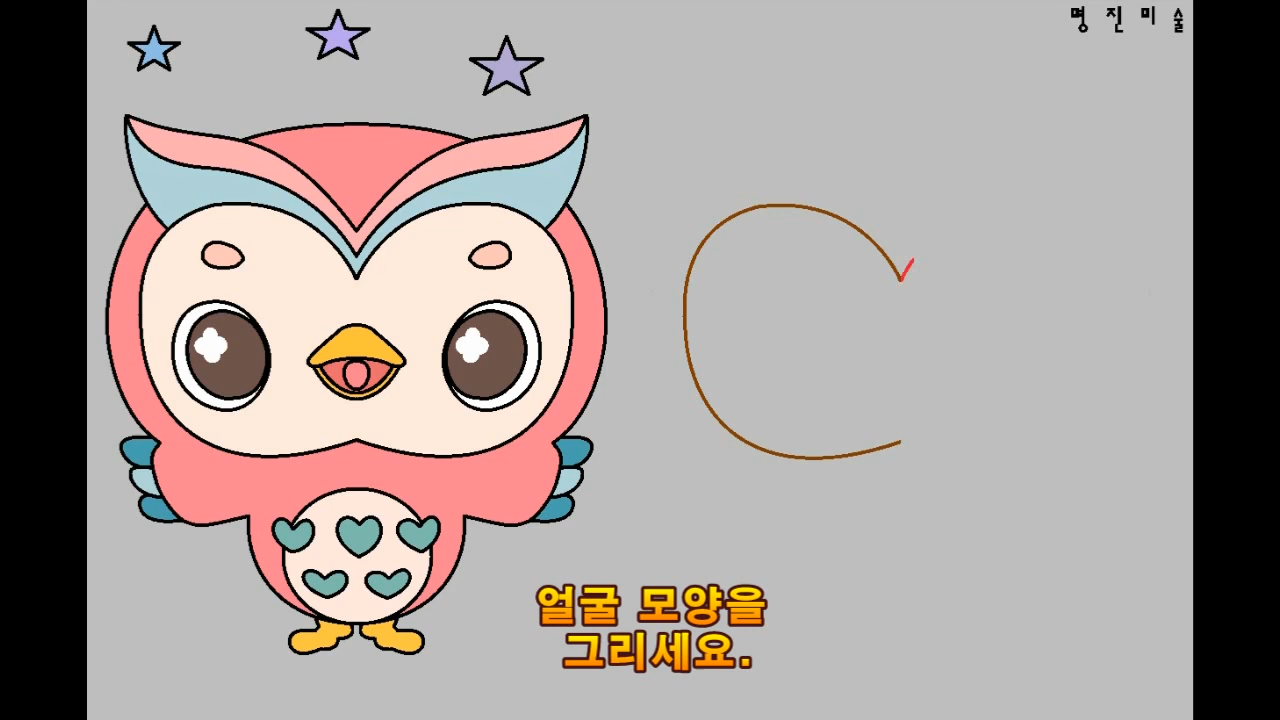 명 진 미 술
얼굴 모양을
그리세요.